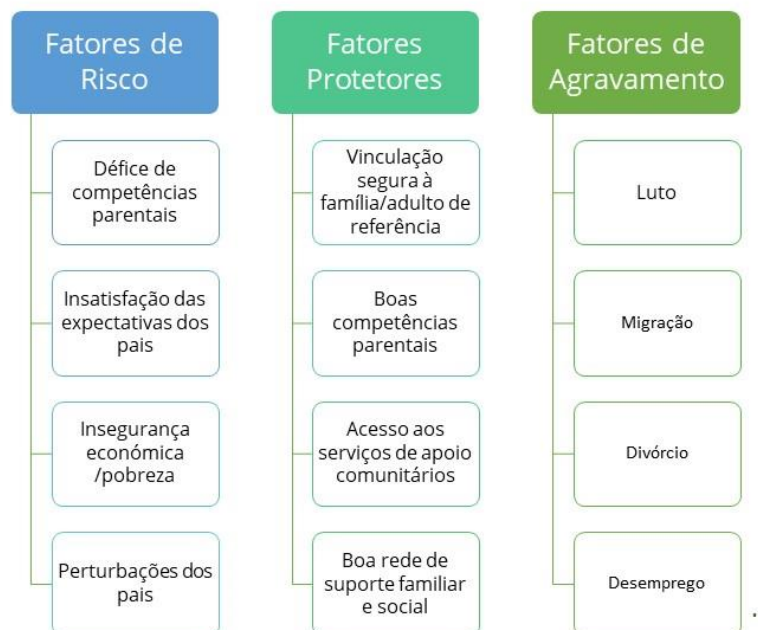 Fatores de
Risco
Défice de
competências
parentais
Insatisfação das
expectativas dos
pais
Insegurança
económica
/pobreza
Perturbações dos
pais
Fatores
Protetores
Vinculação
segura à
família/adulto de
referência
Boas
competências
parentais
Acesso aos
serviços de apoio
comunitários
Boa rede de
suporte familiar
e social
Fatores de
Agravamento
Luto
Migração
Divórcio
Desemprego
.